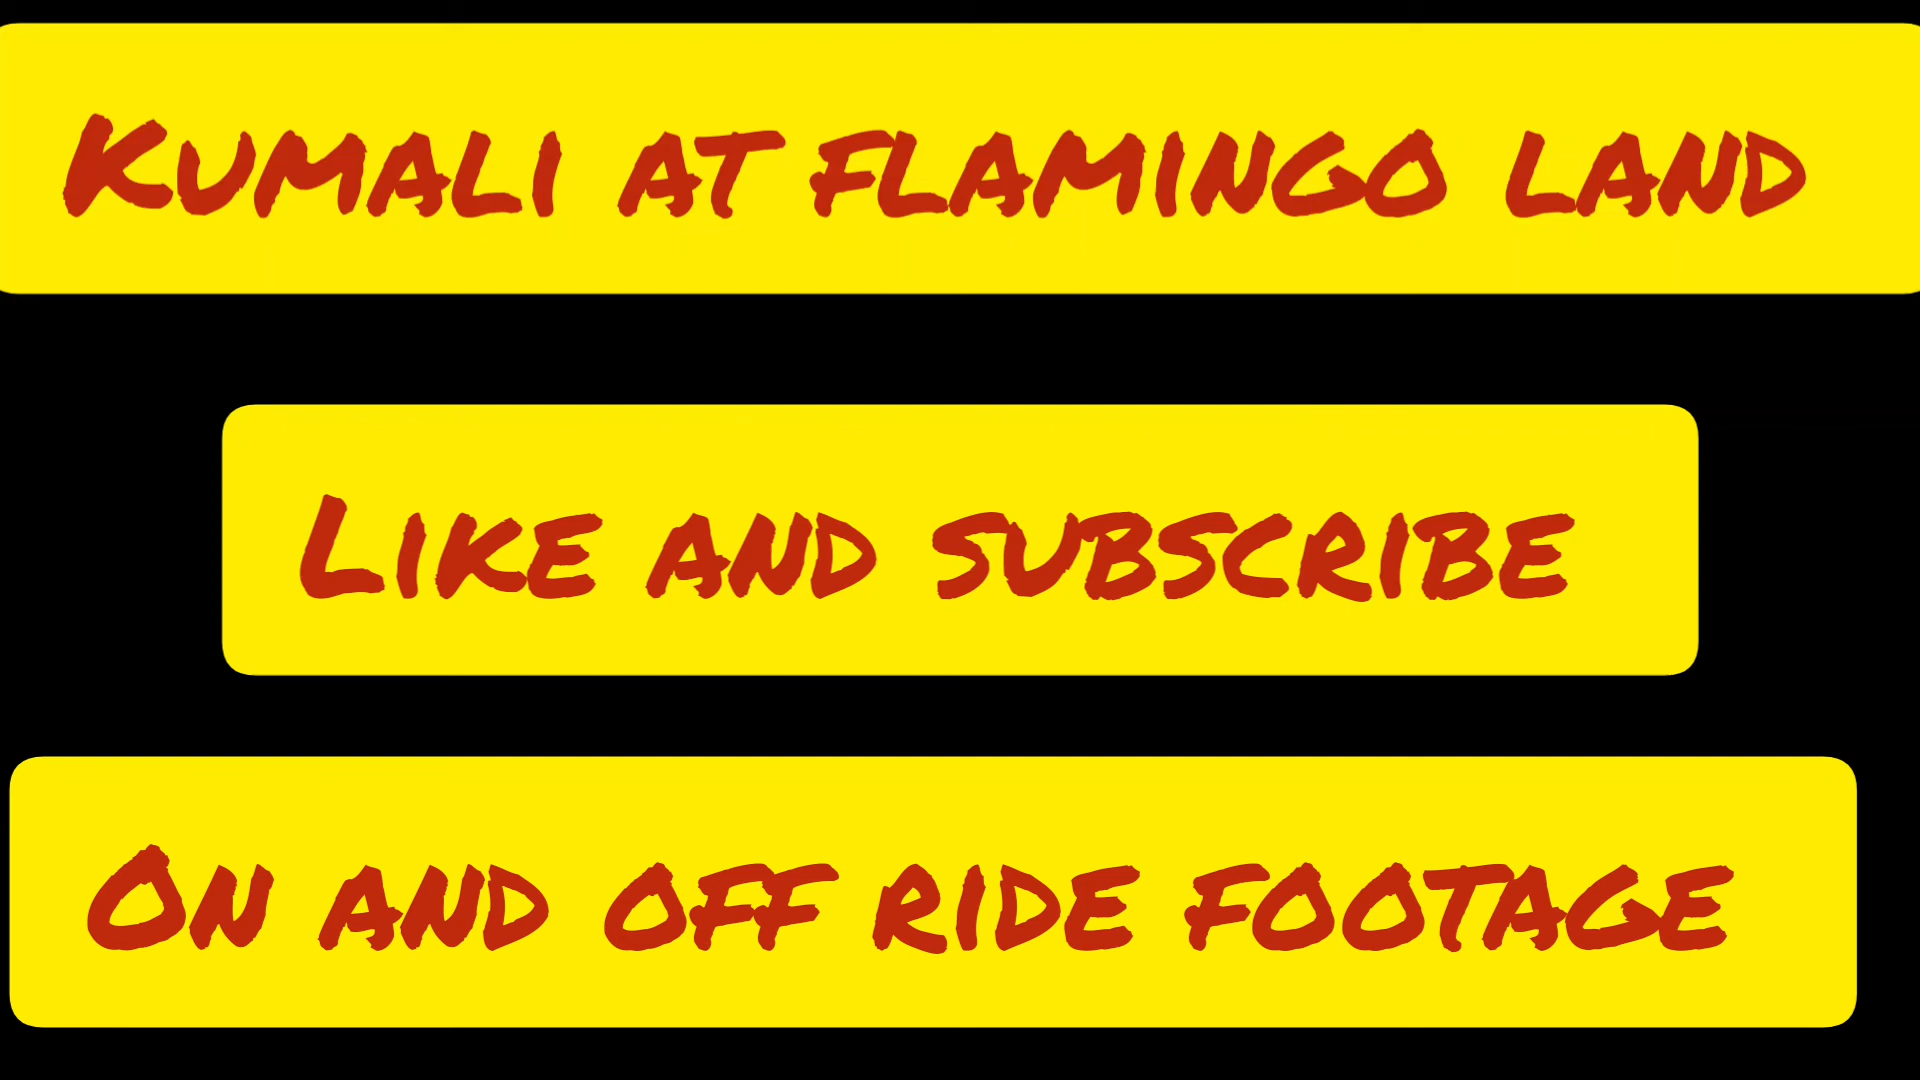 Kumali at flamingo land
Like and subscribe
On and off ride footage